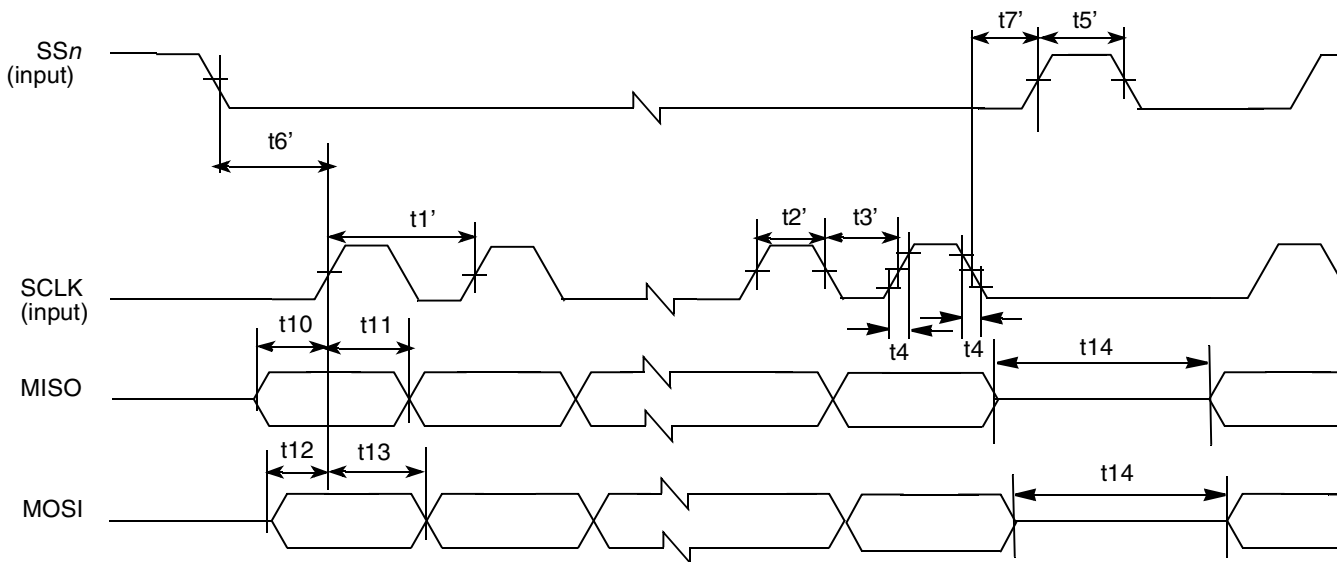 t7’ t5’
SSn
(input)
t6’
t1’ t2’ t3’
SCLK
(input)
t10 t11 t4 t4 t14
MISO
t12 t13 t14
MOSI